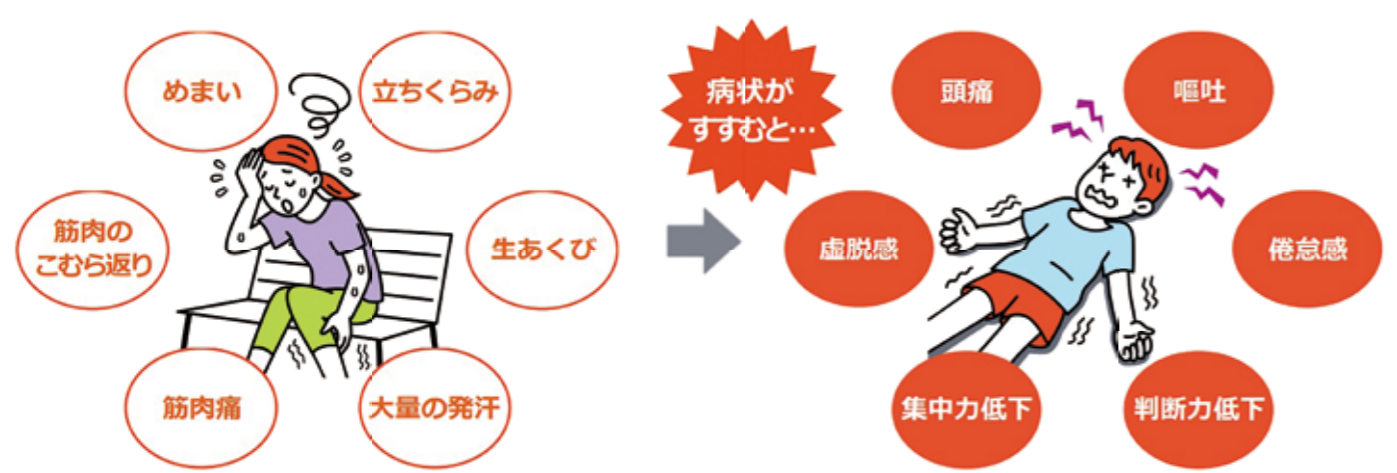 めまい
立ちくらみ
筋肉の
こむら返り
生あくび
筋肉痛
大量の発汗
病状が
すすむと…
頭痛
嘔吐
虚脱感
倦怠感
集中力低下
判断力低下